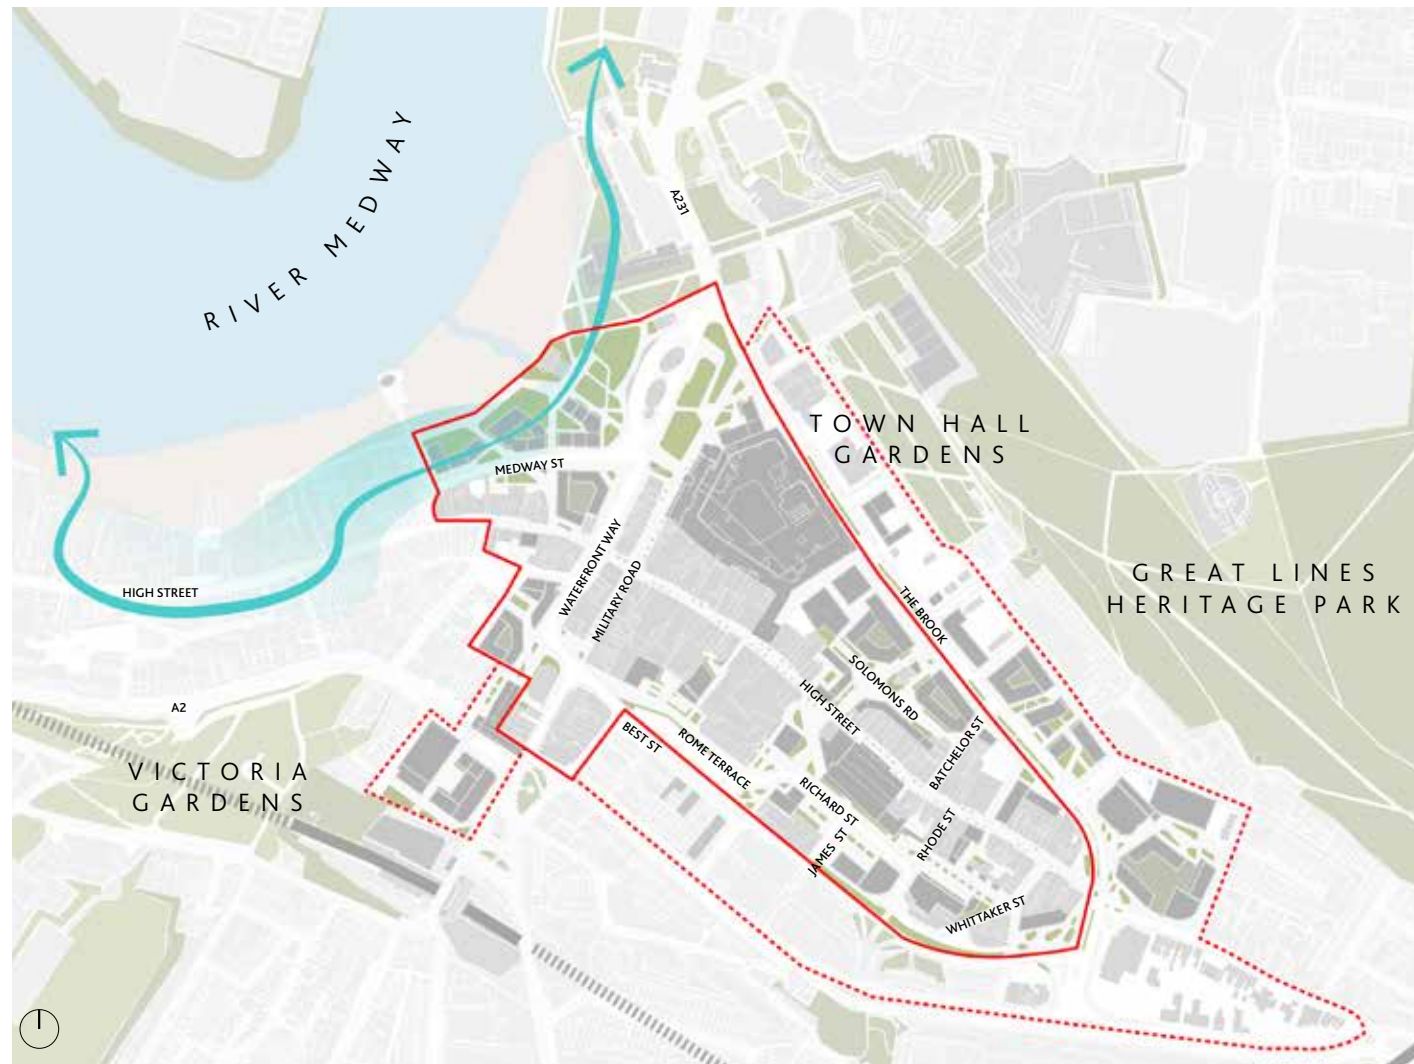 RIVER MEDWAY
A231
TOWN HALL
GARDENS
MEDWAY ST
GREAT LINES
HERITAGE PARK
WATERFRONT WAY
MILITARY ROAD
HIGH STREET
THE BROOK
SOLOMONS RD
HIGH STREET
A2
BEST ST
ROME TERRACE
BATCHELOR ST
VICTORIA
GARDENS
RICHARD ST
JAMES ST
RHODE ST
WHITTAKER ST